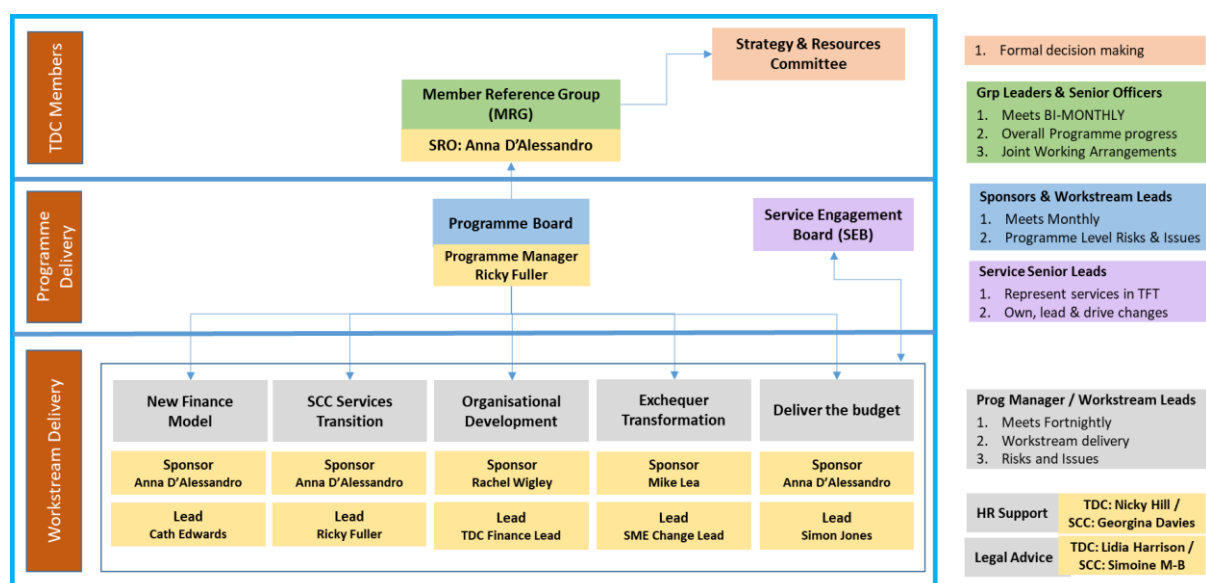 TDC Members
Strategy & Resources
Committee
Member Reference Group
(MRG)
SRO: Anna D'Alessandro
Programme
Delivery
Programme Board
Programme Manager
Ricky Fuller
Service Engagement
Board (SEB)
Workstream Delivery
New Finance
Model
Sponsor
Anna D'Alessandro
Lead
Cath Edwards
SCC Services
Transition
Sponsor
Anna D'Alessandro
Lead
Ricky Fuller
Organisational
Development
Sponsor
Rachel Wigley
Lead
TDC Finance Lead
Exchequer
Transformation
Sponsor
Mike Lea
Lead
SME Change Lead
Deliver the budget
Sponsor
Anna D'Alessandro
Lead
Simon Jones
1. Formal decision making
Grp Leaders & Senior Officers
1. Meets BI-MONTHLY
2. Overall Programme progress
3. Joint Working Arrangements
Sponsors & Workstream Leads
1. Meets Monthly
2. Programme Level Risks & Issues
Service Senior Leads
1. Represent services in TFT
2. Own, lead & drive changes
Prog Manager / Workstream Leads
1. Meets Fortnightly
2. Workstream delivery
3. Risks and Issues
HR Support
TDC: Nicky Hill /
SCC: Georgina Davies
Legal Advice
TDC: Lidia Harrison /
SCC: Simoine M-B